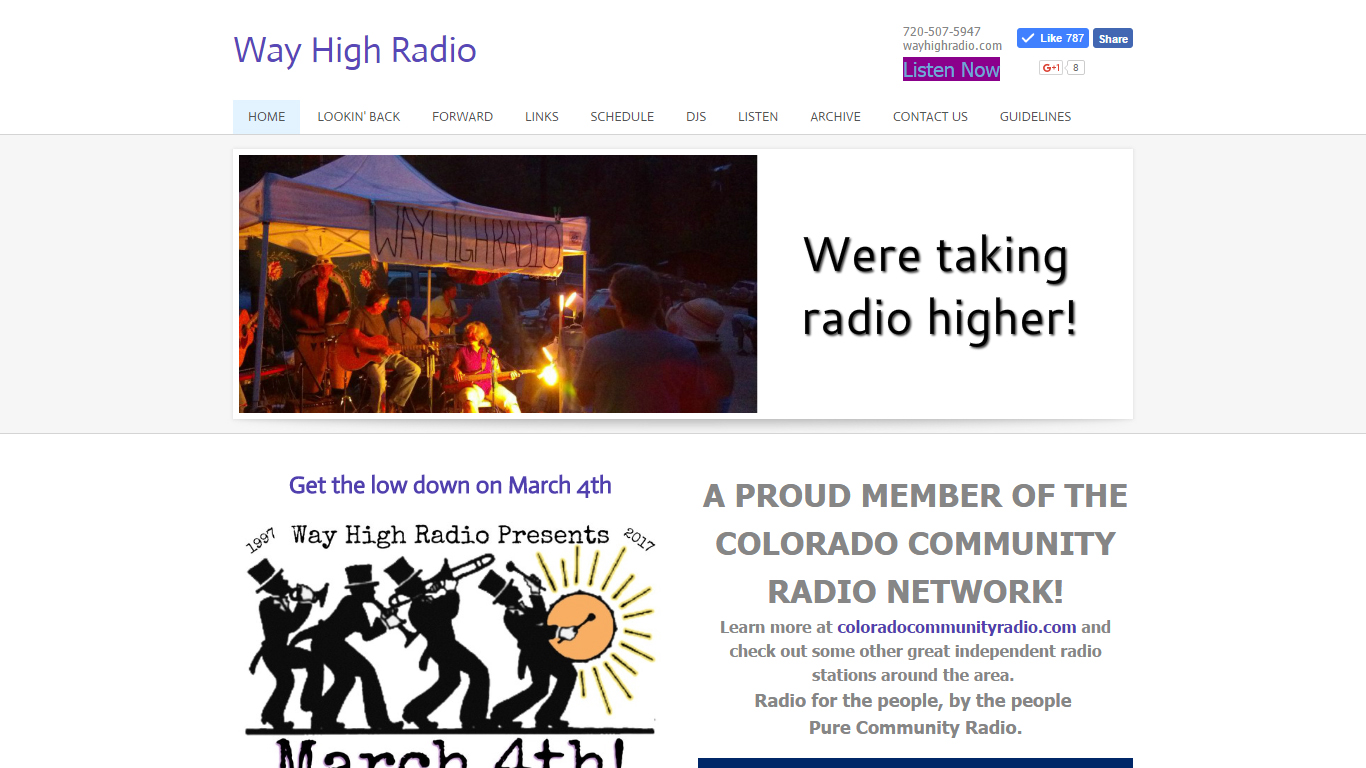 Way High Radio
720-507-5947
wayhighradio.com
Like 787
Share
Listen Now
G+1
8
HOME
LOOKIN' BACK
FORWARD
LINKS
SCHEDULE
DJS
LISTEN
ARCHIVE
CONTACT US
GUIDELINES
WAYHIGHRADIO
Were taking
radio higher!
Get the low down on March 4th
1997 Way High Radio Presents 2017
March 4th!
A PROUD MEMBER OF THE
COLORADO COMMUNITY
RADIO NETWORK!
Learn more at coloradocommunityradio.com and
check out some other great independent radio
stations around the area.
Radio for the people, by the people
Pure Community Radio.